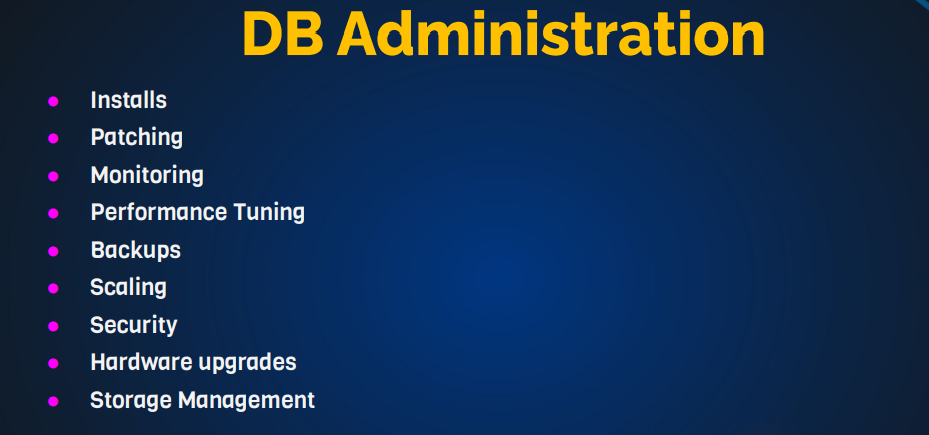 DB Administration
Installs
Patching
Monitoring
Performance Tuning
Backups
Scaling
Security
Hardware upgrades
Storage Management